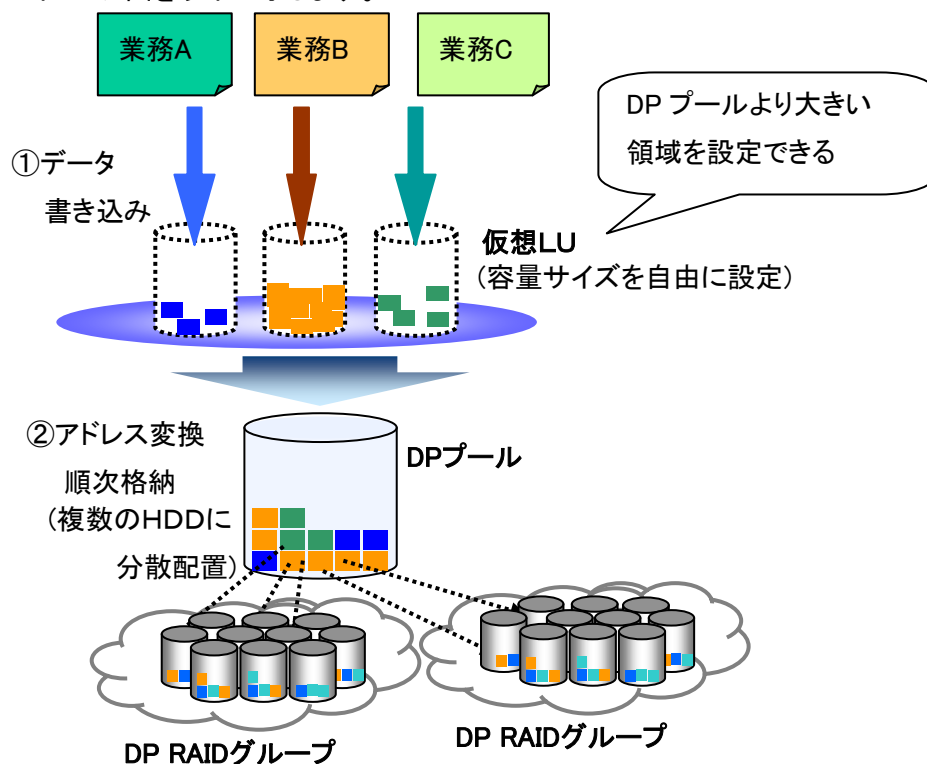 業務A
業務B
業務C
DP プールより大きい
領域を設定できる
①データ
書き込み
仮想LU
(容量サイズを自由に設定)
②アドレス変換
順次格納
(複数のHDDに
分散配置)
DPプール
DP RAIDグループ
DP RAIDグループ